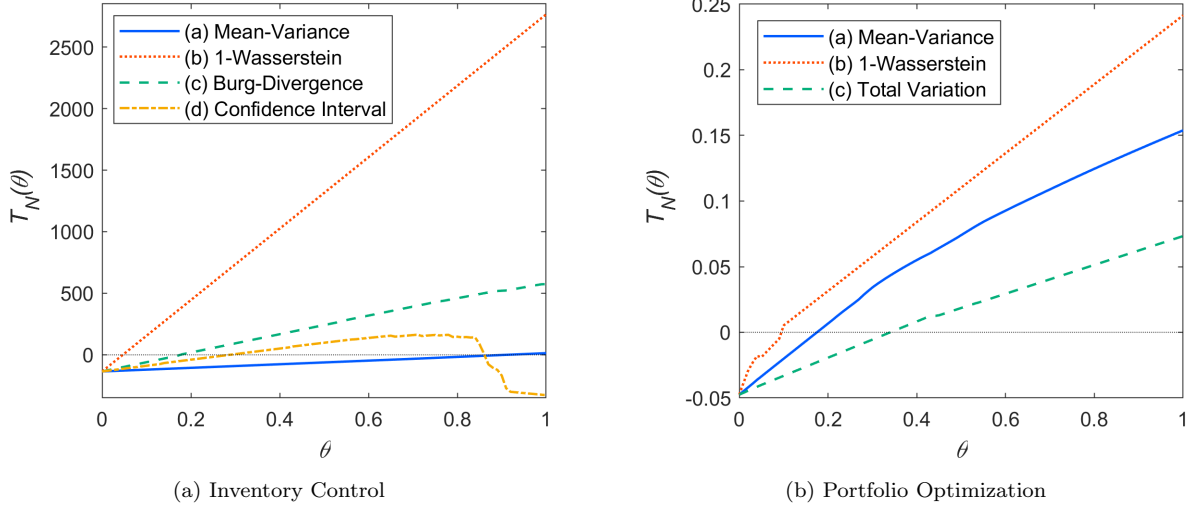 2500
2000
1500
1000
500
0
T_N(θ)
(a) Mean-Variance
(b) 1-Wasserstein
(c) Burg-Divergence
(d) Confidence Interval
0 0.2 0.4 0.6 0.8 1
θ
(a) Inventory Control
0.25
0.2
0.15
0.1
0.05
0
-0.05
T_N(θ)
(a) Mean-Variance
(b) 1-Wasserstein
(c) Total Variation
0 0.2 0.4 0.6 0.8 1
θ
(b) Portfolio Optimization